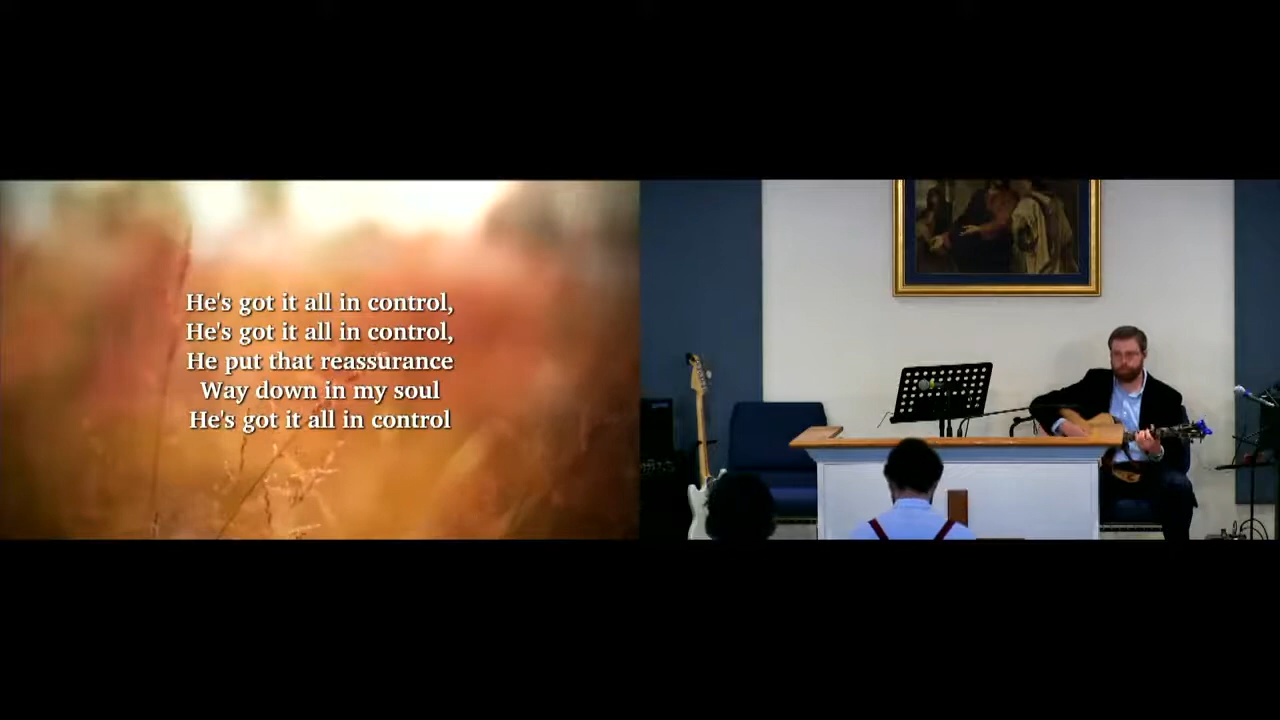 He's got it all in control,
He's got it all in control,
He put that reassurance
Way down in my soul
He's got it all in control